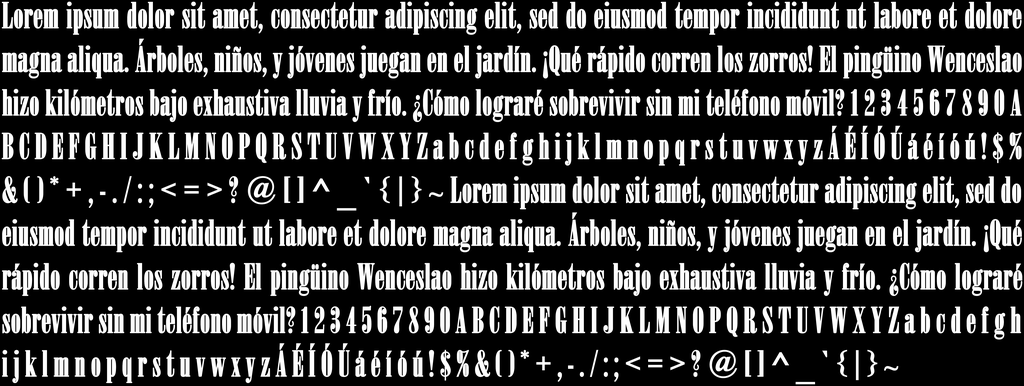 Lorem ipsum dolor sit amet, consectetur adipiscing elit, sed do eiusmod tempor incididunt ut labore et dolore
magna aliqua. Árboles, niños, y jóvenes juegan en el jardín. ¡Qué rápido corren los zorros! El pingüino Wenceslao
hizo kilómetros bajo exhaustiva lluvia y frío. ¿Cómo lograré sobrevivir sin mi teléfono móvil? 1 2 3 4 5 6 7 8 9 0 A
B C D E F G H I J K L M N O P Q R S T U V W X Y Z a b c d e f g h i j k l m n o p q r s t u v w x y z Á É Í Ó Ú á é í ó ú ! $ %
& ( ) * + , - . / : ; < = > ? @ [ ] ^ _ ` { | } ~ Lorem ipsum dolor sit amet, consectetur adipiscing elit, sed do
eiusmod tempor incididunt ut labore et dolore magna aliqua. Árboles, niños, y jóvenes juegan en el jardín. ¡Qué
rápido corren los zorros! El pingüino Wenceslao hizo kilómetros bajo exhaustiva lluvia y frío. ¿Cómo lograré
sobrevivir sin mi teléfono móvil? 1 2 3 4 5 6 7 8 9 0 A B C D E F G H I J K L M N O P Q R S T U V W X Y Z a b c d e f g h
i j k l m n o p q r s t u v w x y z Á É Í Ó Ú á é í ó ú ! $ % & ( ) * + , - . / : ; < = > ? @ [ ] ^ _ ` { | } ~